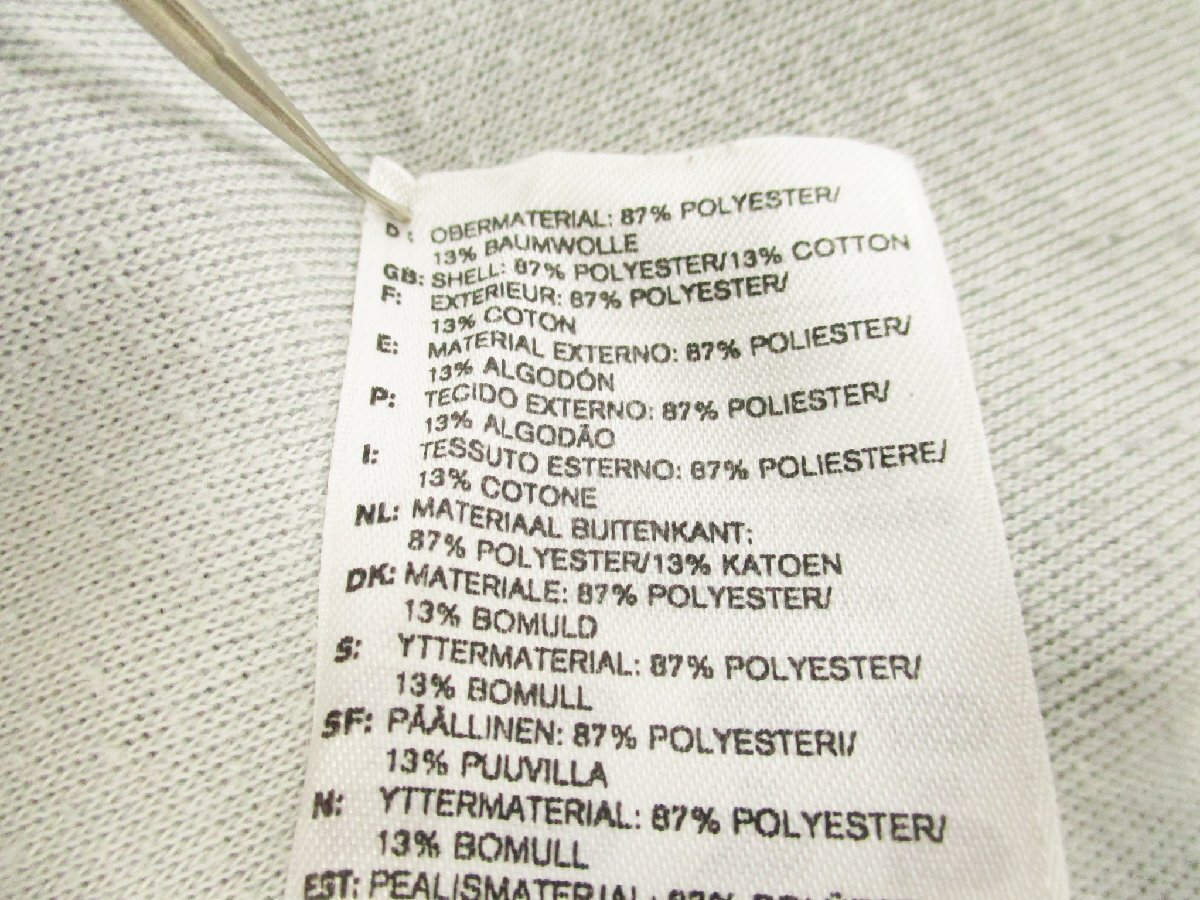 D: OBERMATERIAL: 87% POLYESTER/
13% BAUMWOLLE
GB: SHELL: 87% POLYESTER/13% COTTON
F: EXTERIEUR: 87% POLYESTER/
13% COTON
E: MATERIAL EXTERNO: 87% POLIESTER/
13% ALGODÓN
P: TECIDO EXTERNO: 87% POLIESTER/
13% ALGODÃO
I: TESSUTO ESTERNO: 87% POLIESTERE/
13% COTONE
NL: MATERIAAL BUITENKANT:
87% POLYESTER/13% KATOEN
DK: MATERIALE: 87% POLYESTER/
13% BOMULD
S: YTTERMATERIAL: 87% POLYESTER/
13% BOMULL
SF: PÄÄLLINEN: 87% POLYESTERI/
13% PUUVILLA
N: YTTERMATERIAL: 87% POLYESTER/
13% BOMULL
EST: PEALISMATERJAL: 87%